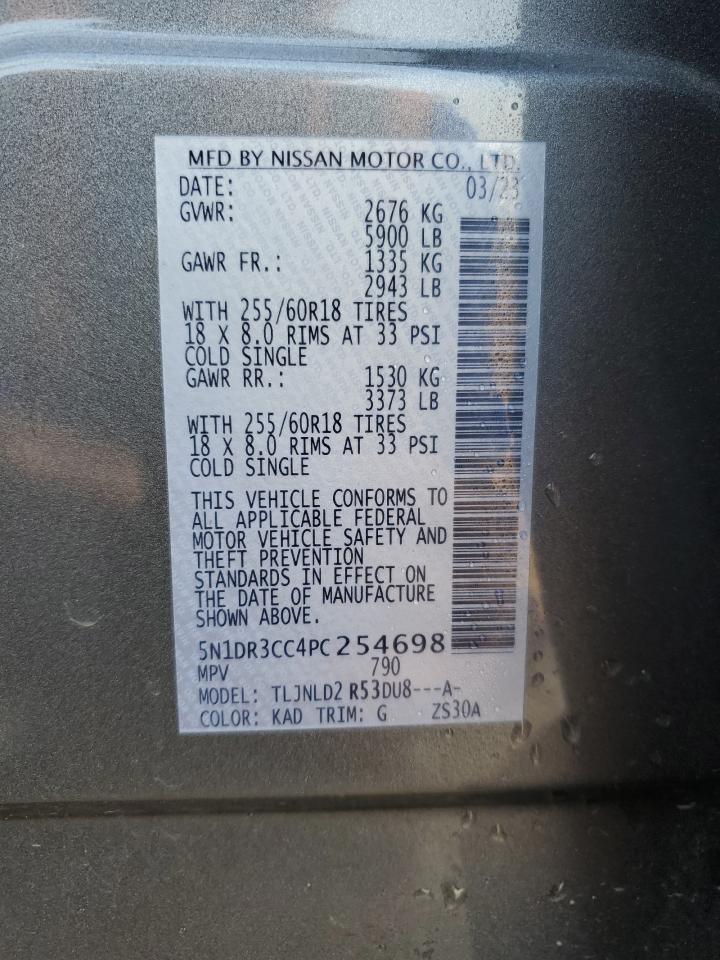 MFD BY NISSAN MOTOR CO., LTD.
DATE: 03/23
GVWR: 2676 KG
5900 LB
GAWR FR.: 1335 KG
2943 LB
WITH 255/60R18 TIRES
18 X 8.0 RIMS AT 33 PSI
COLD SINGLE
GAWR RR.: 1530 KG
3373 LB
WITH 255/60R18 TIRES
18 X 8.0 RIMS AT 33 PSI
COLD SINGLE
THIS VEHICLE CONFORMS TO
ALL APPLICABLE FEDERAL
MOTOR VEHICLE SAFETY AND
THEFT PREVENTION
STANDARDS IN EFFECT ON
THE DATE OF MANUFACTURE
SHOWN ABOVE.
5N1DR3CC4PC254698
MPV 790
MODEL: TLJNLD2 R53DU8---A-
COLOR: KAD TRIM: G ZS30A